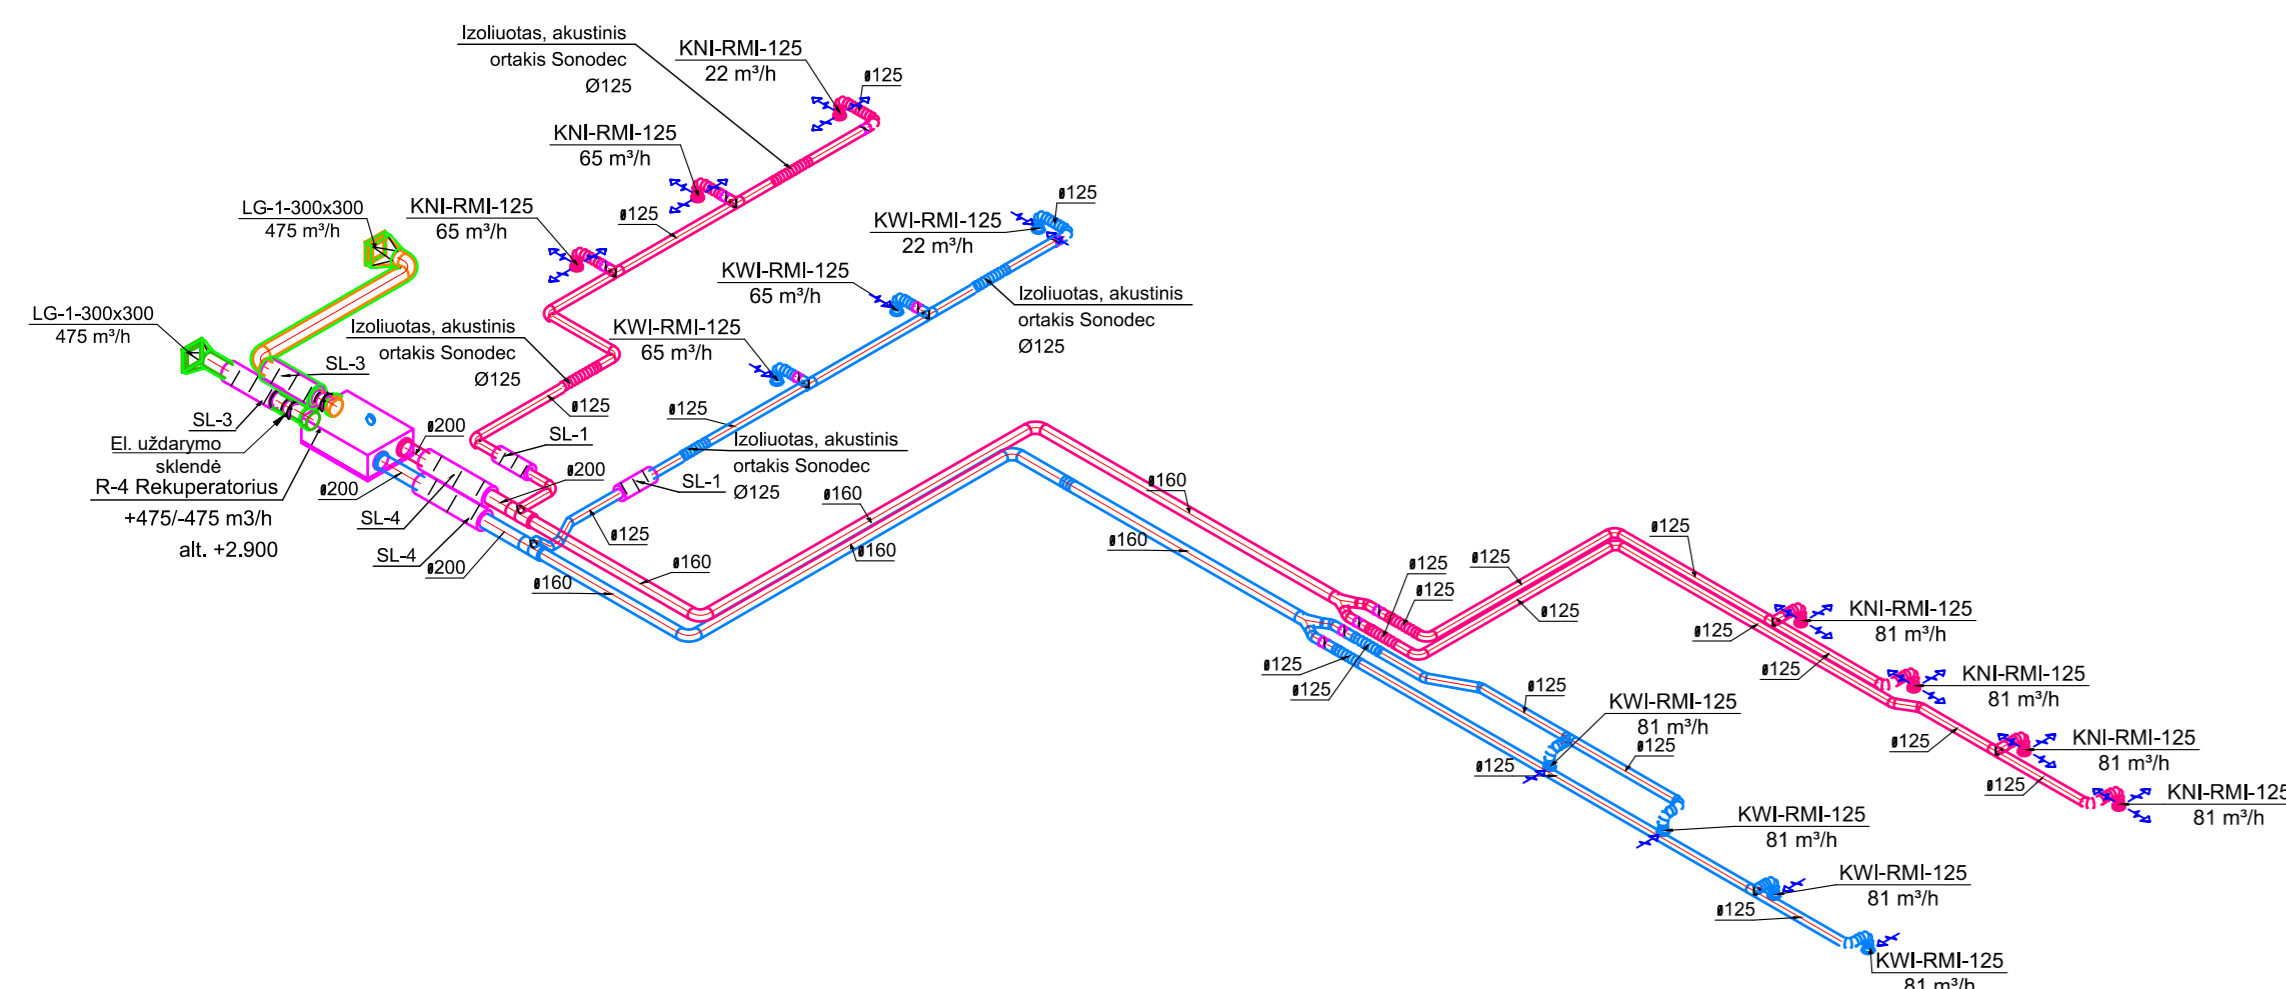 Izoliuotas, akustinis
ortakis Sonodec
Ø125
KNI-RMI-125
22 m³/h
ø125
KNI-RMI-125
65 m³/h
KNI-RMI-125
65 m³/h
ø125
LG-1-300x300
475 m³/h
LG-1-300x300
475 m³/h
Izoliuotas, akustinis
ortakis Sonodec
Ø125
ø125
KWI-RMI-125
22 m³/h
KWI-RMI-125
65 m³/h
KWI-RMI-125
65 m³/h
Izoliuotas, akustinis
ortakis Sonodec
Ø125
SL-3
SL-3
El. uždarymo
sklendė
R-4 Rekuperatorius
+475/-475 m3/h
alt. +2.900
ø200
ø200
SL-4
SL-4
ø200
ø200
SL-1
ø125
ø125
Izoliuotas, akustinis
ortakis Sonodec
Ø125
SL-1
ø125
ø160
ø160
ø160
ø160
ø160
ø160
ø125
ø125
ø125
ø125
ø125
ø125
ø125
ø125
ø125
ø125
KNI-RMI-125
81 m³/h
KNI-RMI-125
81 m³/h
KNI-RMI-125
81 m³/h
KNI-RMI-125
81 m³/h
ø125
ø125
ø125
KWI-RMI-125
81 m³/h
ø125
ø125
KWI-RMI-125
81 m³/h
KWI-RMI-125
81 m³/h
ø125
KWI-RMI-125
81 m³/h